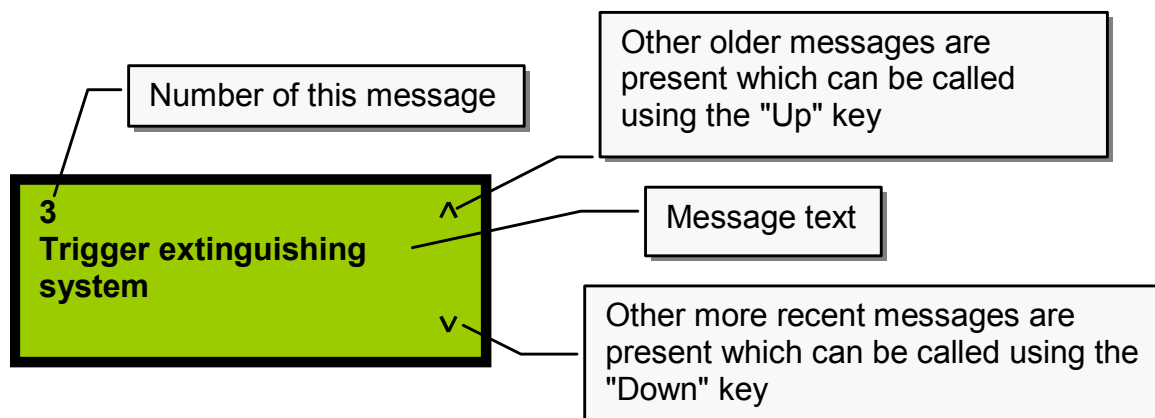 Other older messages are
present which can be called
using the "Up" key
Number of this message
3 ^
Trigger extinguishing
system
v
Message text
Other more recent messages are
present which can be called using the
"Down" key